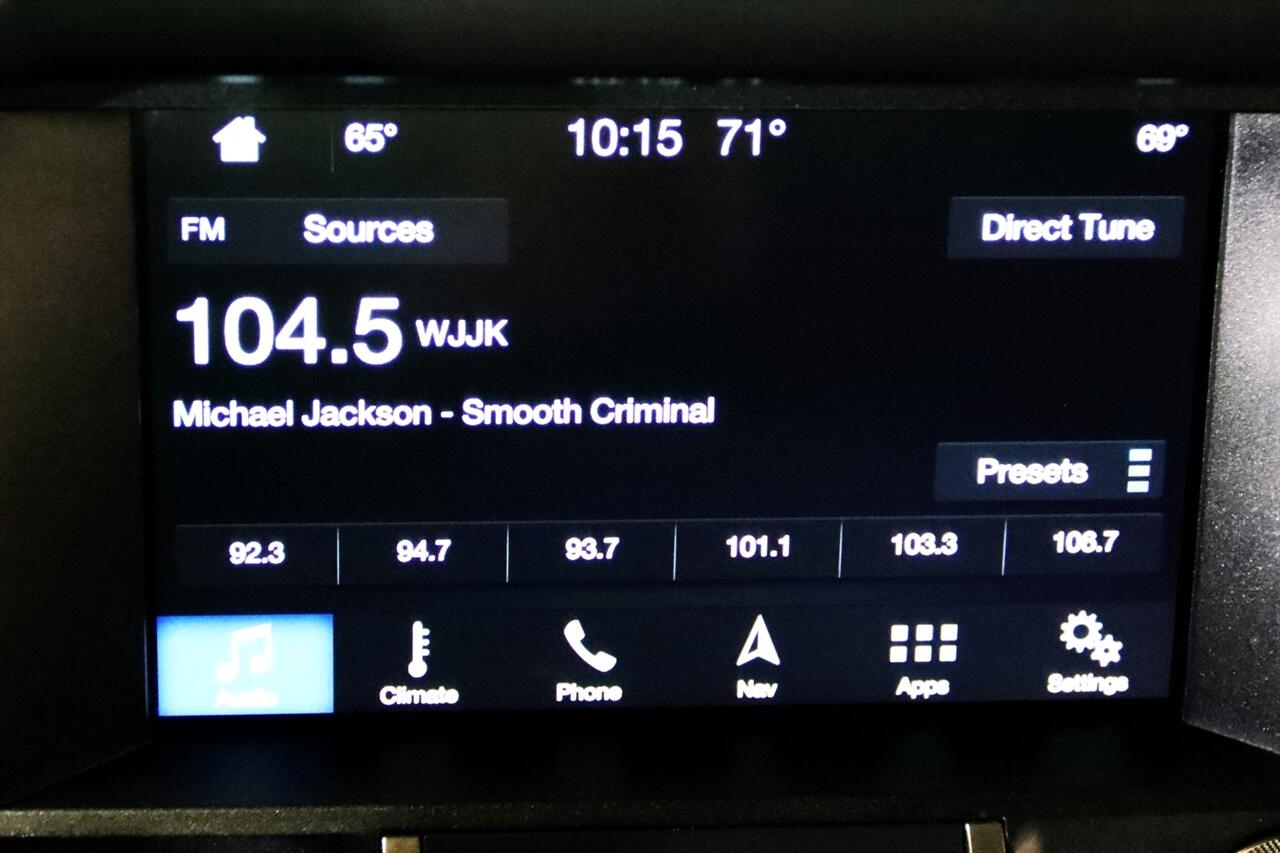 65° 10:15 71° 69°
FM Sources Direct Tune
104.5 WJJK
Michael Jackson - Smooth Criminal
Presets
92.3 94.7 93.7 101.1 103.3 106.7
Audio Climate Phone Nav Apps Settings